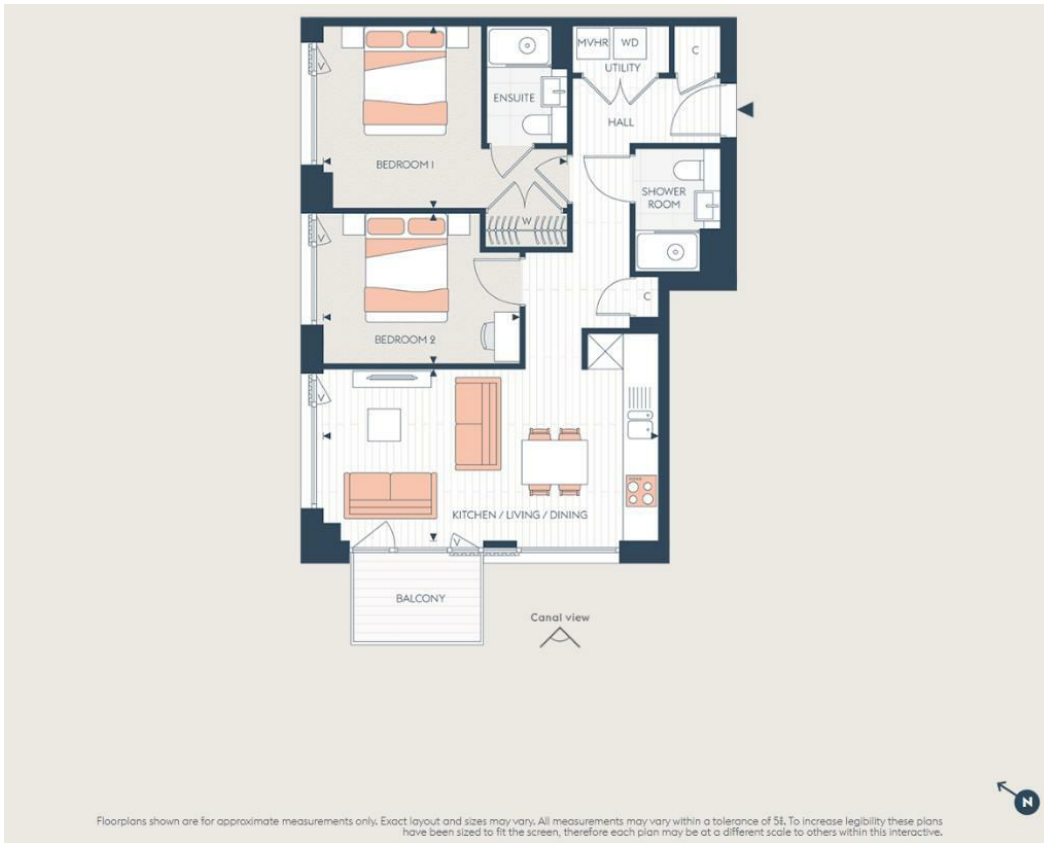 MVHR
WD
C
UTILITY
ENSUITE
HALL
BEDROOM 1
SHOWER
ROOM
W
C
BEDROOM 2
KITCHEN / LIVING / DINING
BALCONY
Canal view
V
V
V
V
N
Floorplans shown are for approximate measurements only. Exact layout and sizes may vary. All measurements may vary within a tolerance of 5%. To increase legibility these plans
have been sized to fit the screen, therefore each plan may be at a different scale to others within this interactive.